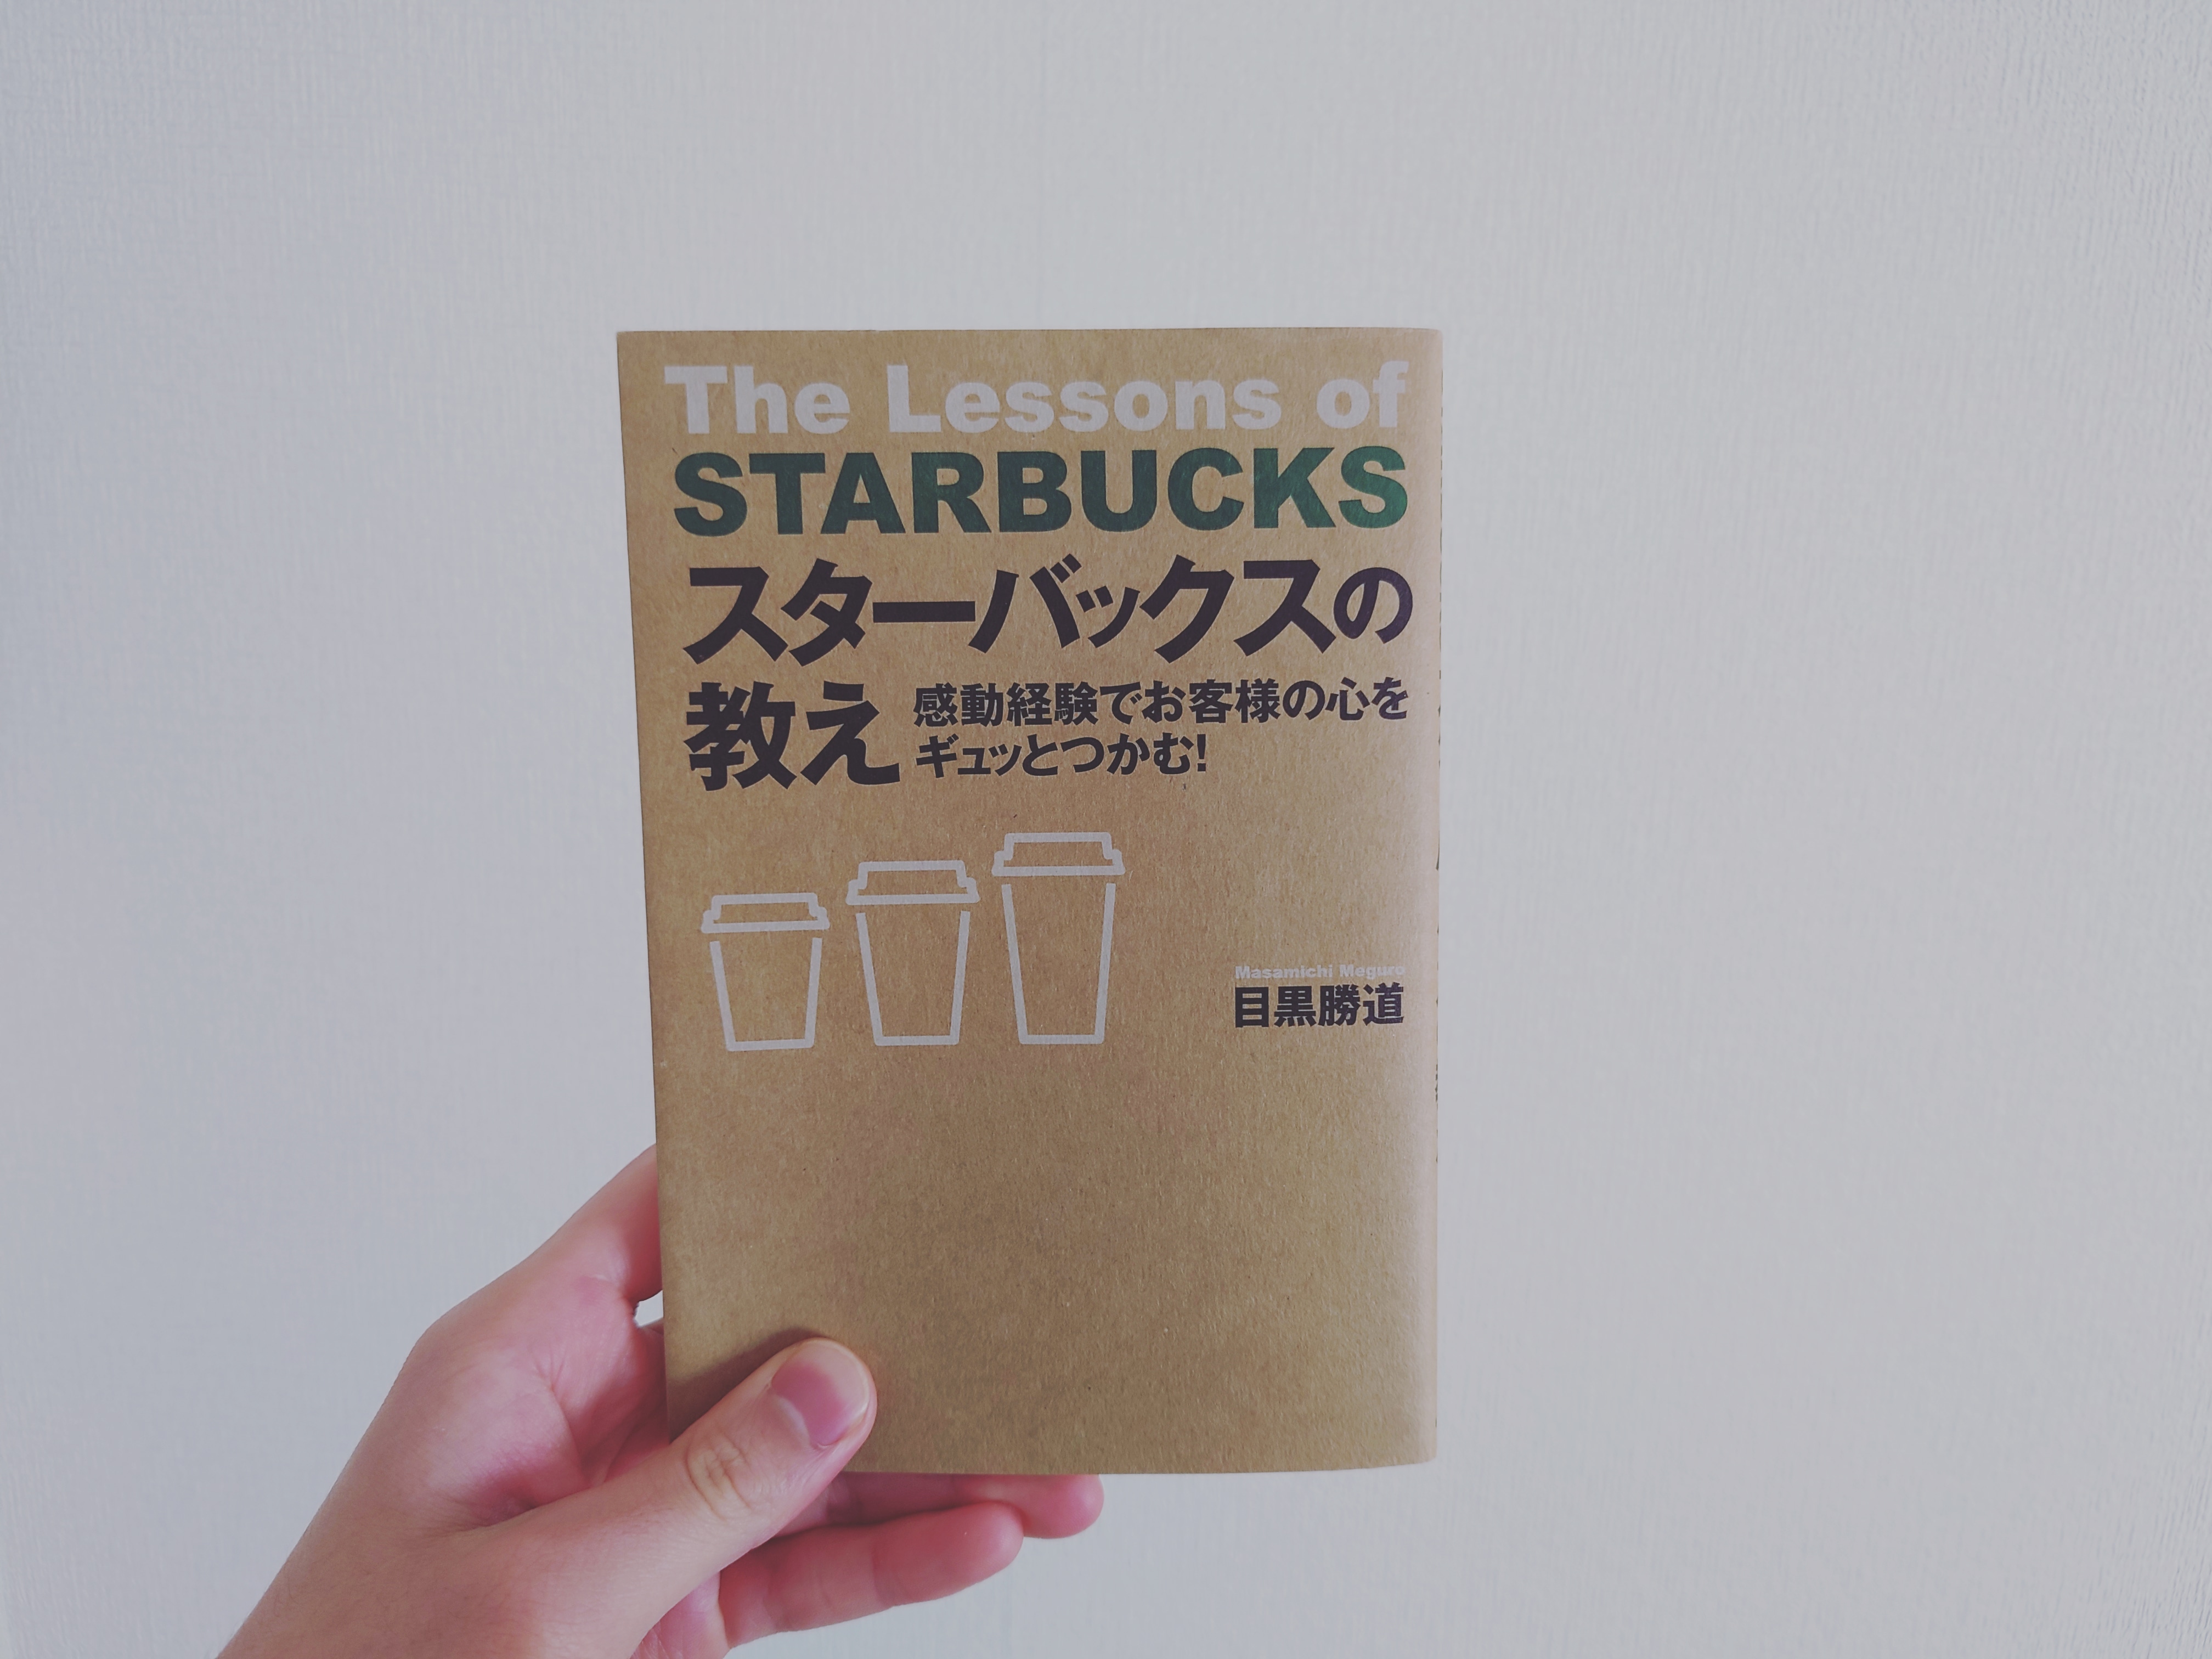 The Lessons of
STARBUCKS
スターバックスの
教え
感動経験でお客様の心を
ギュッとつかむ!
Masamichi Meguro
目黒勝道